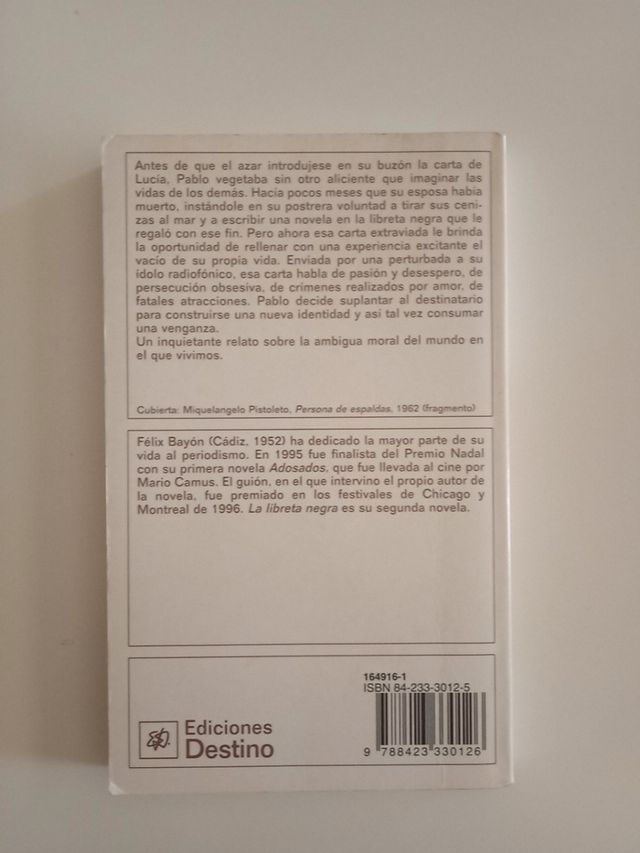 Antes de que el azar introdujese en su buzón la carta de
Lucía, Pablo vegetaba sin otro aliciente que imaginar las
vidas de los demás. Hacía pocos meses que su esposa había
muerto, instándole en su postrera voluntad a tirar sus ceni-
zas al mar y a escribir una novela en la libreta negra que le
regaló con ese fin. Pero ahora esa carta extraviada le brinda
la oportunidad de rellenar con una experiencia excitante el
vacío de su propia vida. Enviada por una perturbada a su
ídolo radiofónico, esa carta habla de pasión y desespero, de
persecución obsesiva, de crímenes realizados por amor, de
fatales atracciones. Pablo decide suplantar al destinatario
para construirse una nueva identidad y así tal vez consumar
una venganza.
Un inquietante relato sobre la ambigua moral del mundo en
el que vivimos.
Cubierta: Miquelangelo Pistoleto, Persona de espaldas, 1962 (fragmento)
Félix Bayón (Cádiz, 1952) ha dedicado la mayor parte de su
vida al periodismo. En 1995 fue finalista del Premio Nadal
con su primera novela Adosados, que fue llevada al cine por
Mario Camus. El guión, en el que intervino el propio autor de
la novela, fue premiado en los festivales de Chicago y
Montreal de 1996. La libreta negra es su segunda novela.
164916-1
ISBN 84-233-3012-5
9 788423 330126
Ediciones
Destino